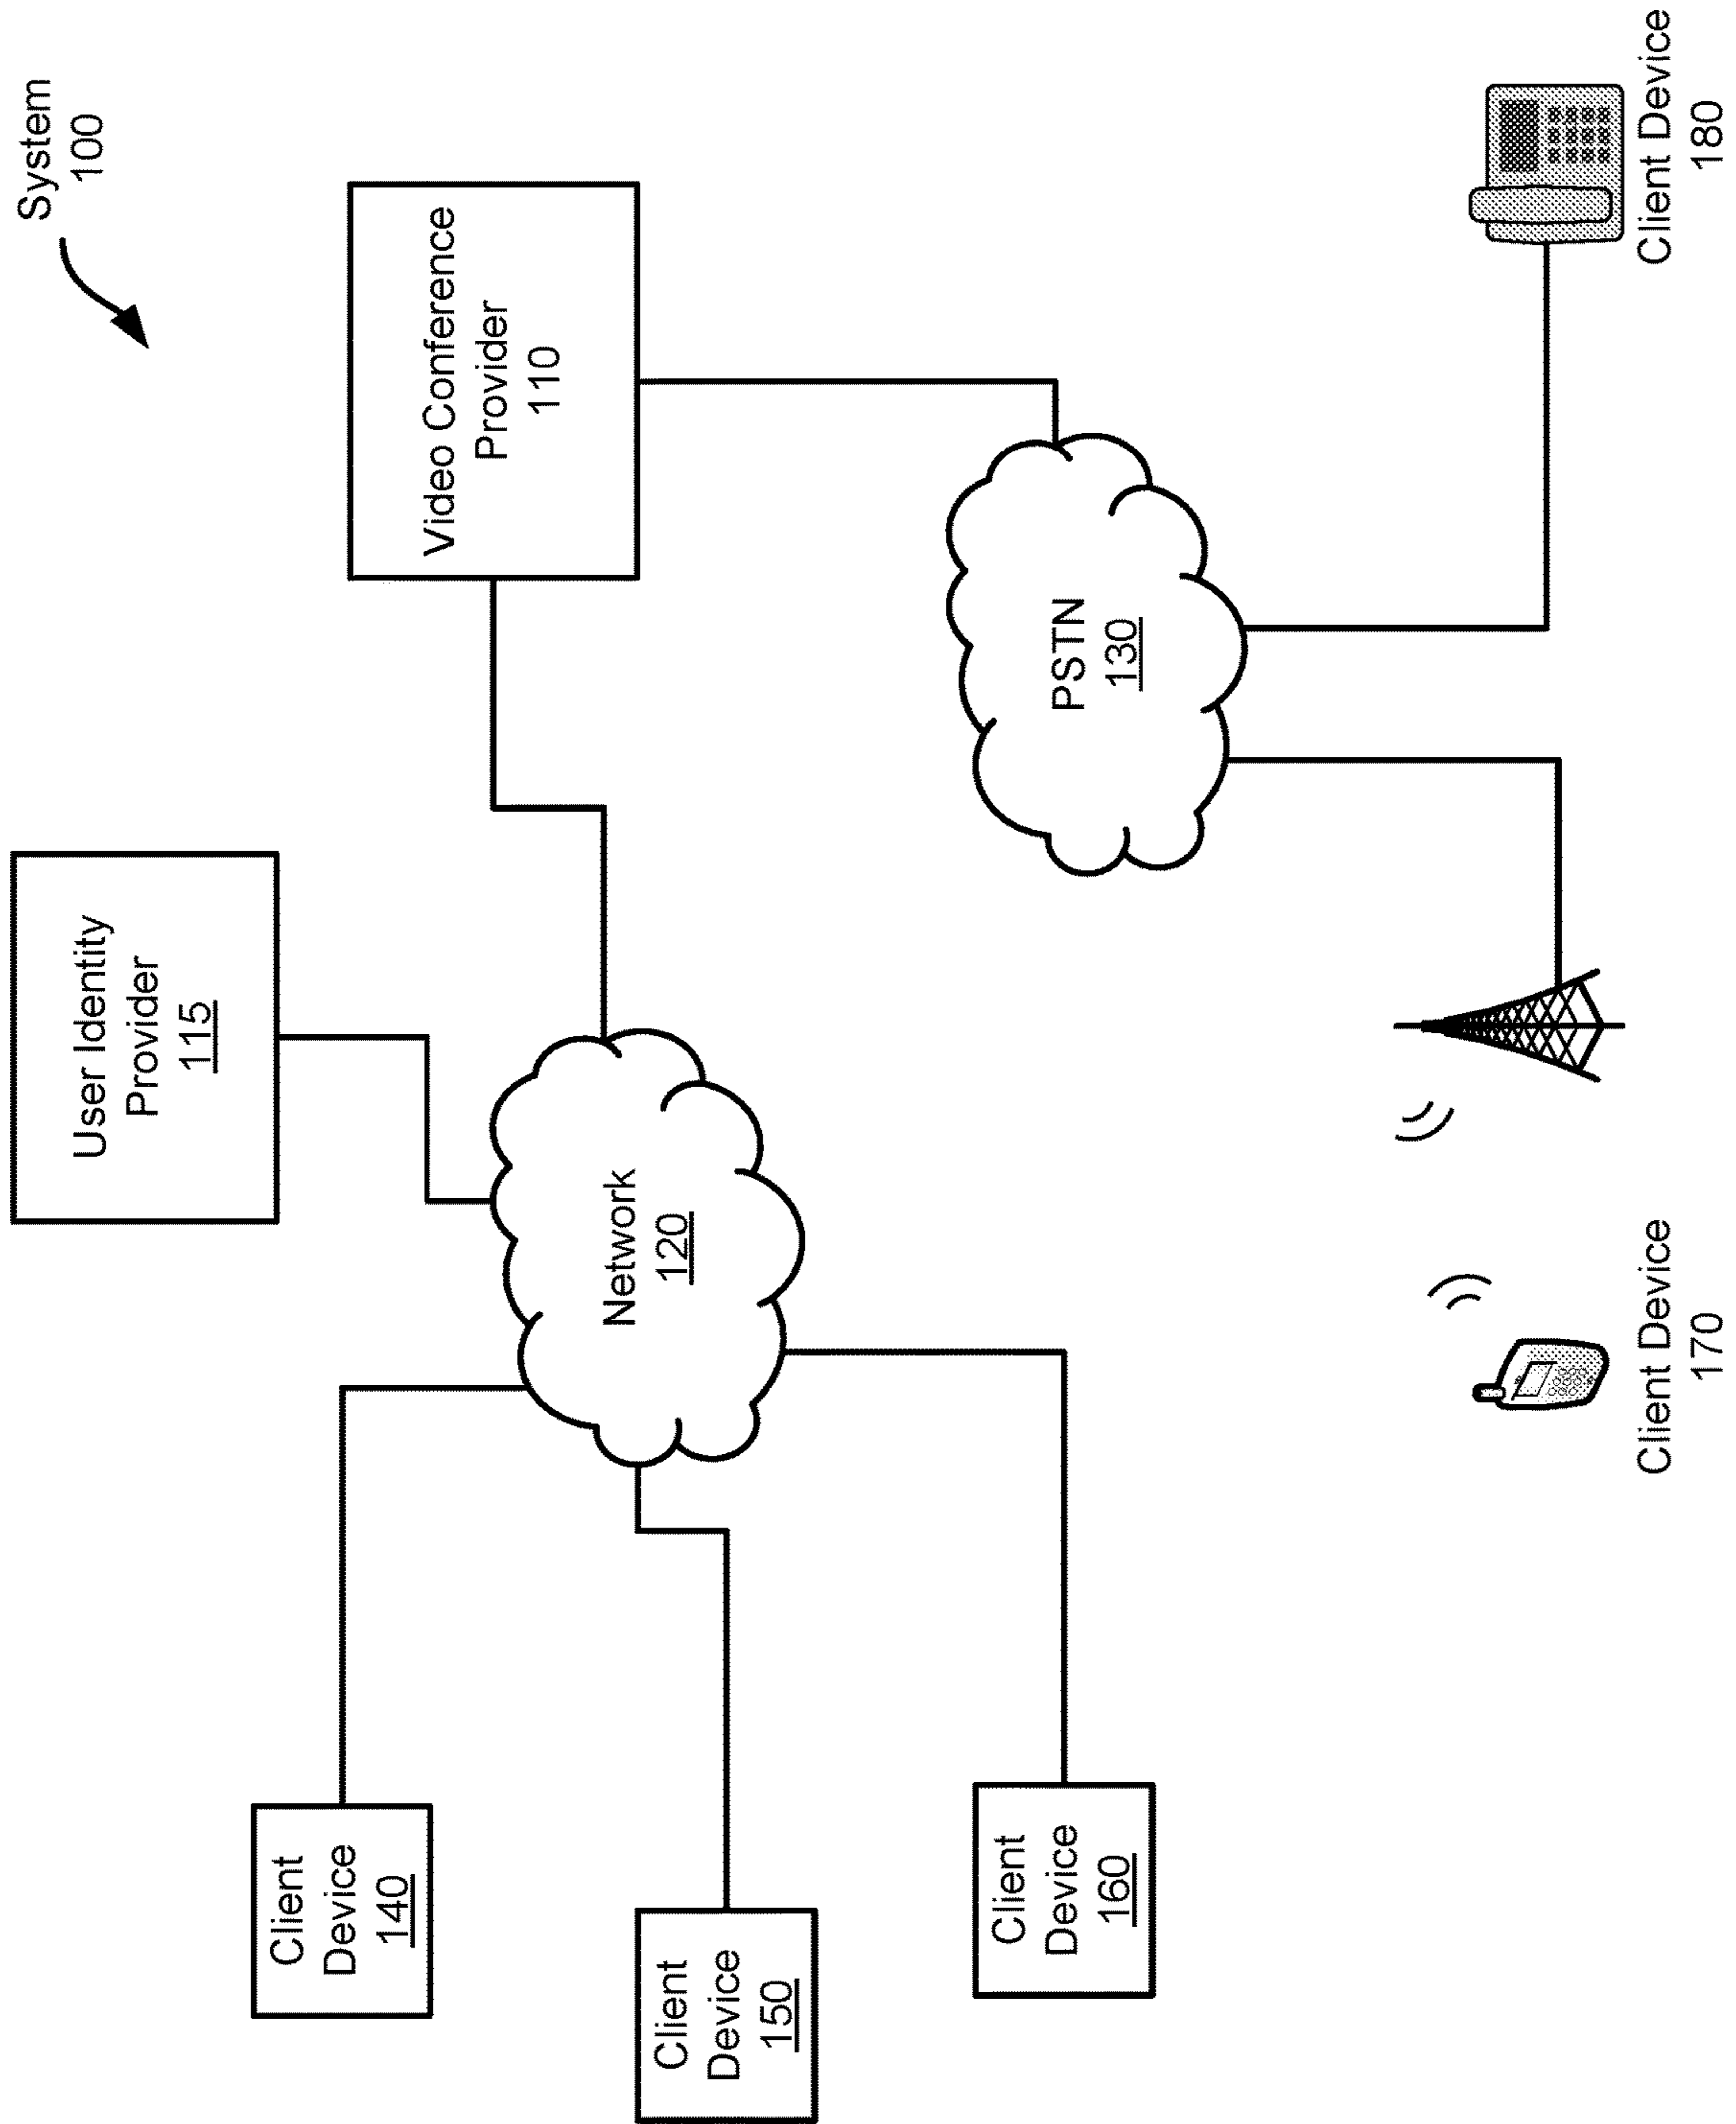 System
100
User Identity
Provider
115
Video Conference
Provider
110
Client
Device
140
Network
120
Client
Device
150
PSTN
130
Client
Device
160
Client Device
170
Client Device
180